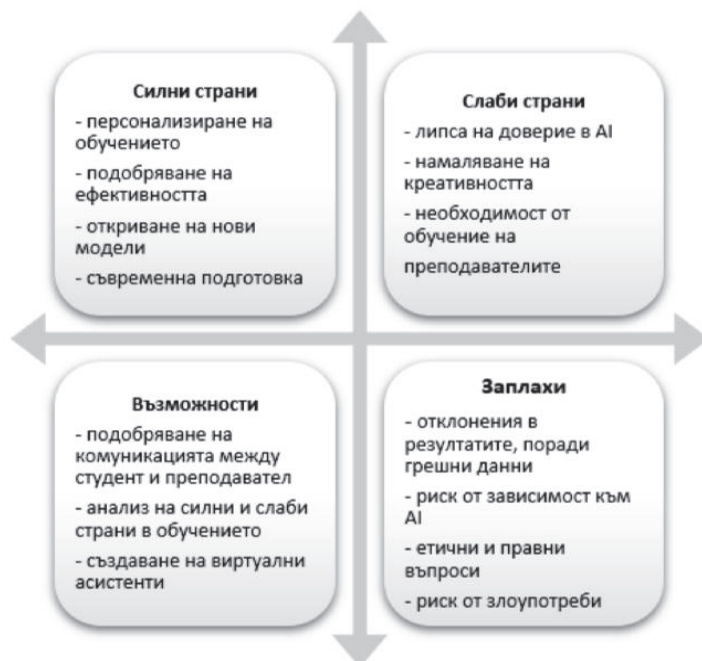 Силни страни
- персонализиране на
обучението
- подобряване на
ефективността
- откриване на нови
модели
- съвременна подготовка
Слаби страни
- липса на доверие в AI
- намаляване на
креативността
- необходимост от
обучение на
преподавателите
Възможности
- подобряване на
комуникацията между
студент и преподавател
- анализ на силни и слаби
страни в обучението
- създаване на виртуални
асистенти
Заплахи
- отклонения в
резултатите, поради
грешни данни
- риск от зависимост към
AI
- етични и правни
въпроси
- риск от злоупотреби